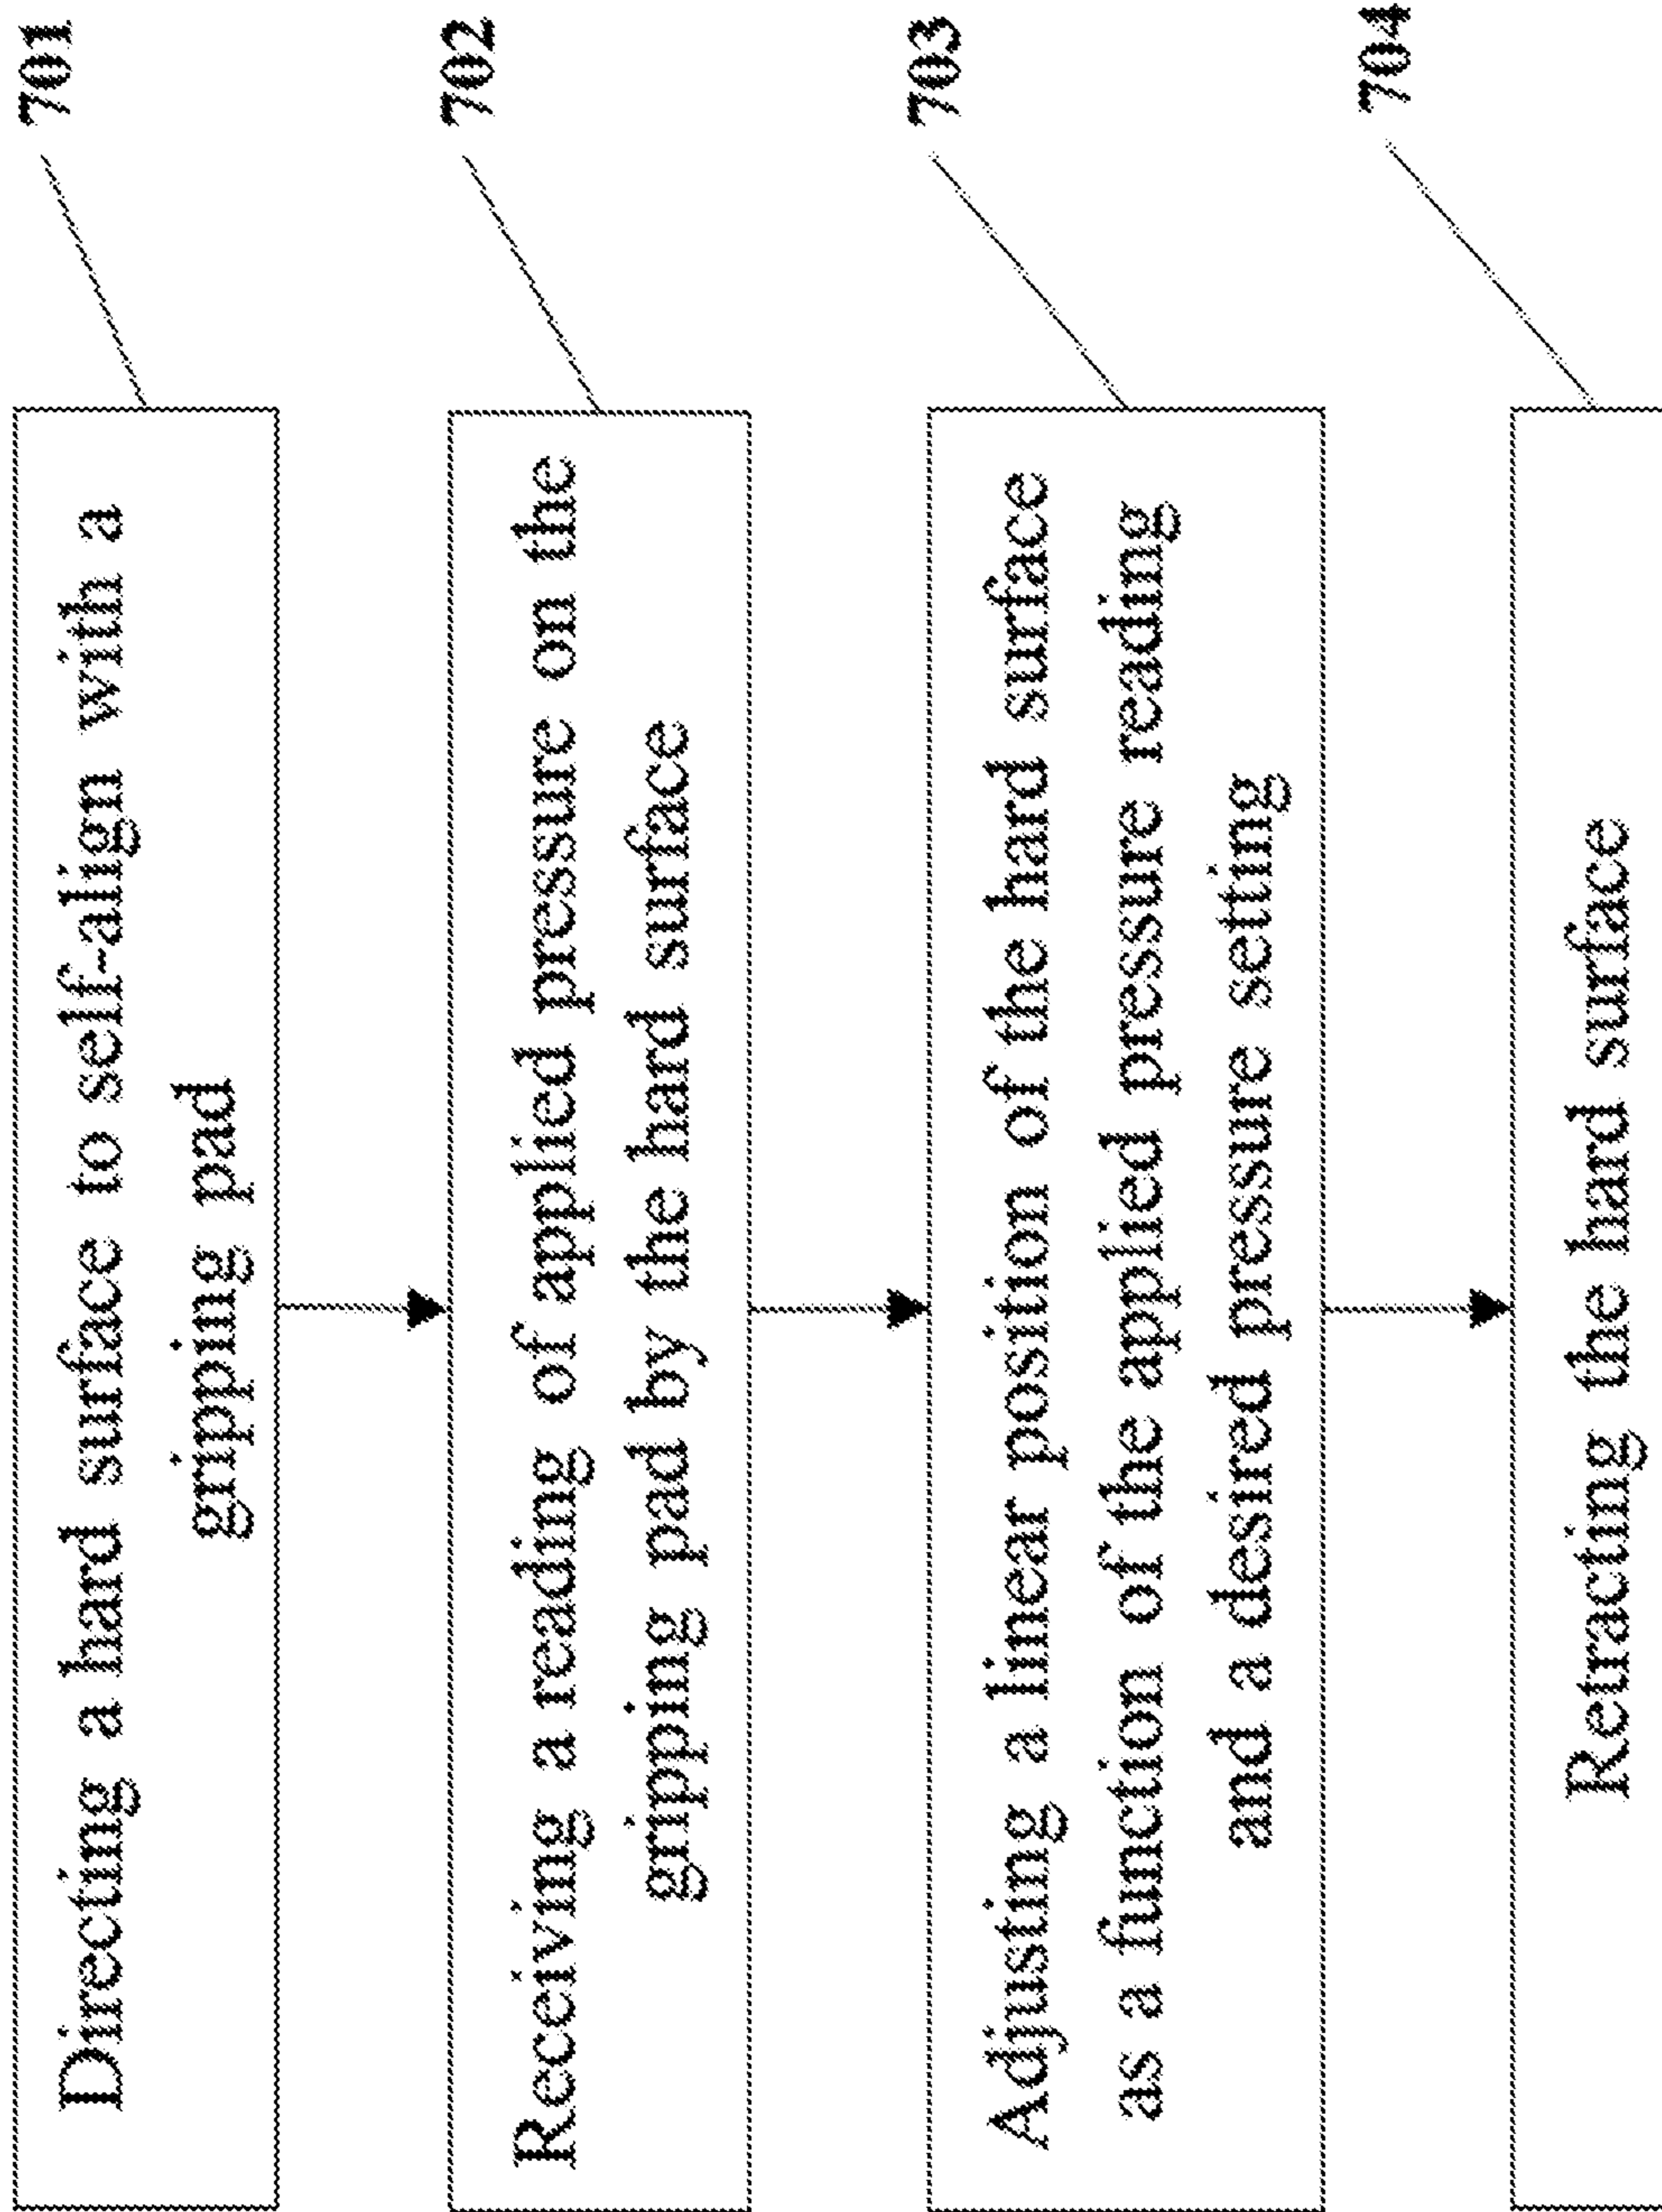 701
Directing a hard surface to self-align with a
gripping pad
702
Receiving a reading of applied pressure on the
gripping pad by the hard surface
703
Adjusting a linear position of the hard surface
as a function of the applied pressure reading
and a desired pressure setting
704
Retracting the hard surface